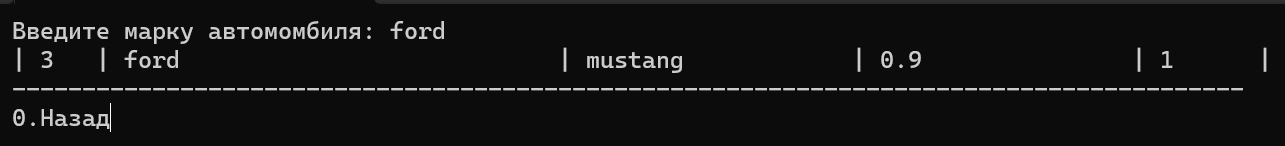 Введите марку автомомбиля: ford
| 3 | ford | mustang | 0.9 | 1 |
----------------------------------------------------------------------------------------
0.Назад